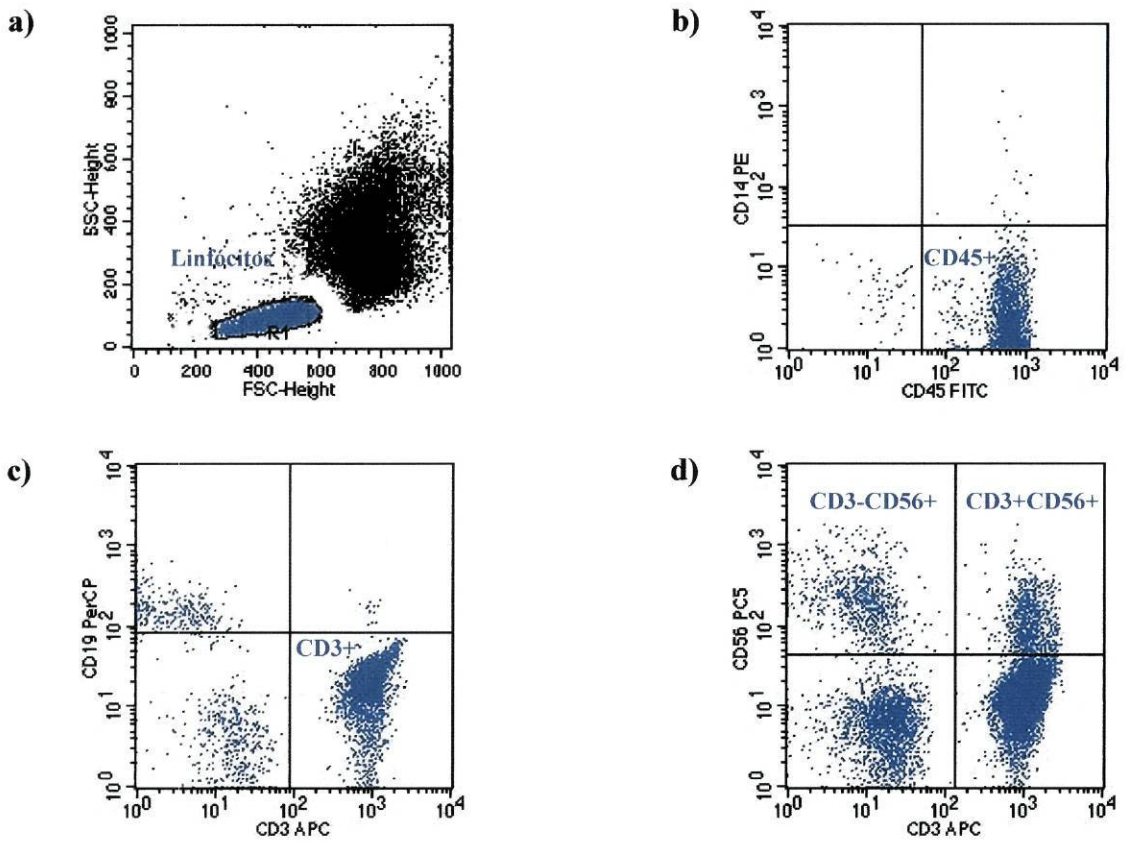 a)
1000
800
600
400
200
0
SSC-Height
Linfócitos
R1
0 200 400 600 800 1000
FSC-Height
b)
10^4
10^3
10^2
10^1
10^0
CD14 PE
CD45+
10^0 10^1 10^2 10^3 10^4
CD45 FITC
c)
10^4
10^3
10^2
10^1
10^0
CD19 PerCP
CD3+
10^0 10^1 10^2 10^3 10^4
CD3 APC
d)
10^4
10^3
10^2
10^1
10^0
CD56 PC5
CD3-CD56+ CD3+CD56+
10^0 10^1 10^2 10^3 10^4
CD3 APC